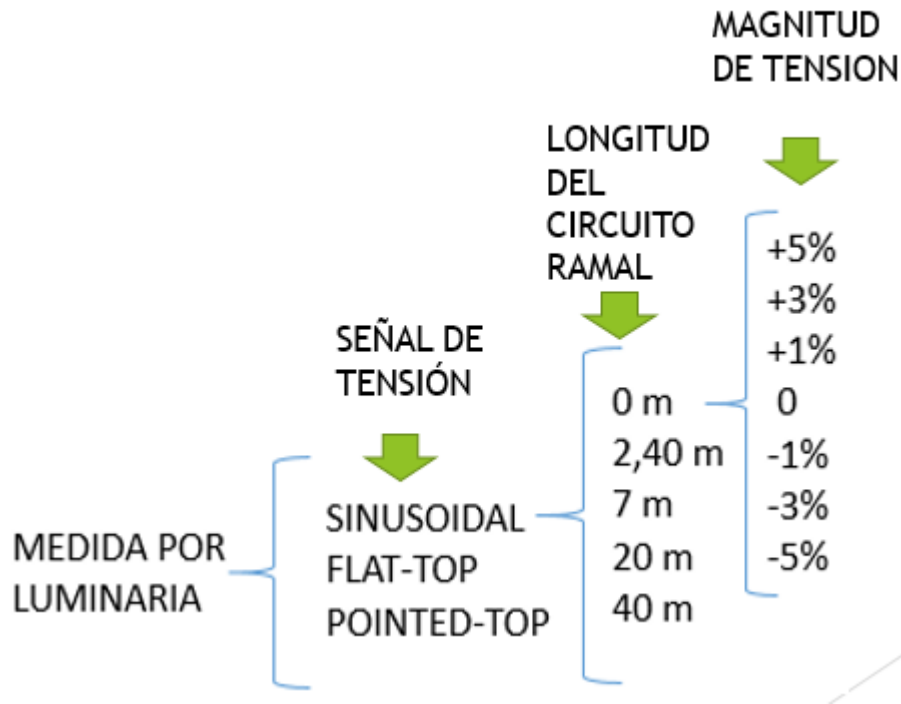 MAGNITUD
DE TENSION
LONGITUD
DEL
CIRCUITO
RAMAL
SEÑAL DE
TENSIÓN
MEDIDA POR
LUMINARIA
SINUSOIDAL
FLAT-TOP
POINTED-TOP
0 m
2,40 m
7 m
20 m
40 m
+5%
+3%
+1%
0
-1%
-3%
-5%